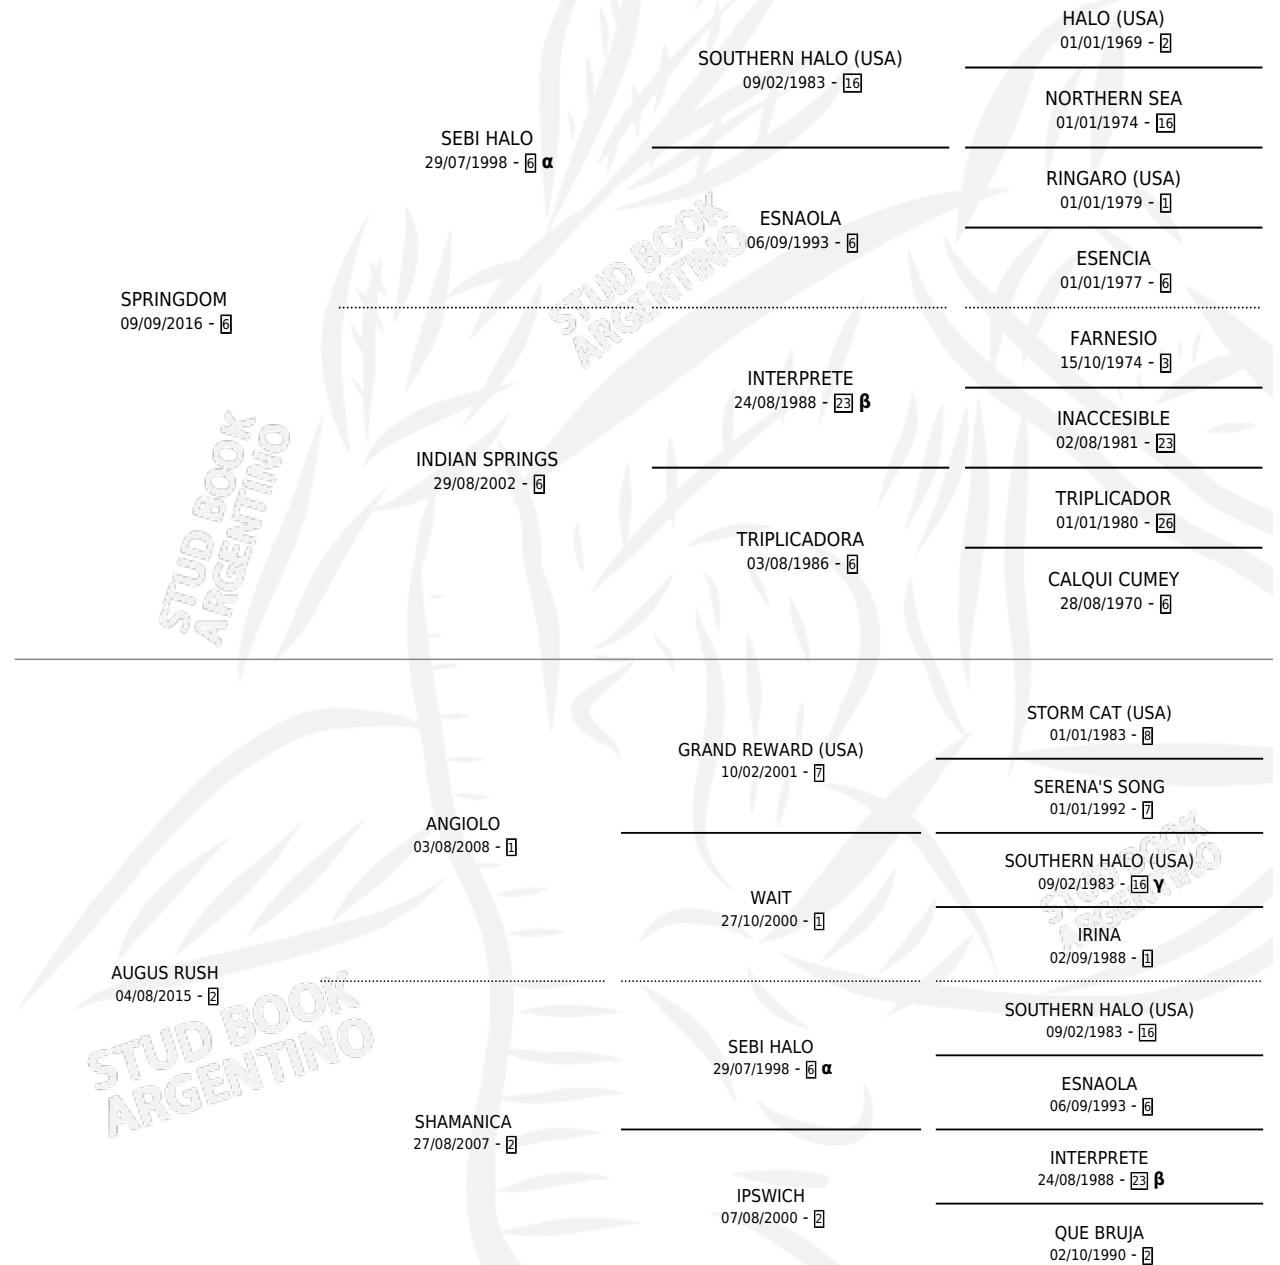 HALO (USA)
01/01/1969 - 2
SOUTHERN HALO (USA)
09/02/1983 - 16
NORTHERN SEA
01/01/1974 - 16
SEBI HALO
29/07/1998 - 6 α
RINGARO (USA)
01/01/1979 - 1
ESNAOLA
06/09/1993 - 6
ESENCIA
01/01/1977 - 6
SPRINGDOM
09/09/2016 - 6
STUD BOOK
ARGENTINO
FARNESIO
15/10/1974 - 3
INTERPRETE
24/08/1988 - 23 β
INACCESIBLE
02/08/1981 - 23
INDIAN SPRINGS
29/08/2002 - 6
STUD BOOK
ARGENTINO
TRIPLICADOR
01/01/1980 - 26
TRIPLICADORA
03/08/1986 - 6
CALQUI CUMEY
28/08/1970 - 6
STORM CAT (USA)
01/01/1983 - 8
GRAND REWARD (USA)
10/02/2001 - 7
SERENA'S SONG
01/01/1992 - 7
ANGIOLO
03/08/2008 - 1
SOUTHERN HALO (USA)
09/02/1983 - 16 γ
STUD BOOK
ARGENTINO
WAIT
27/10/2000 - 1
IRINA
02/09/1988 - 1
AUGUS RUSH
04/08/2015 - 2
STUD BOOK
ARGENTINO
SOUTHERN HALO (USA)
09/02/1983 - 16
SEBI HALO
29/07/1998 - 6 α
ESNAOLA
06/09/1993 - 6
SHAMANICA
27/08/2007 - 2
INTERPRETE
24/08/1988 - 23 β
IPSWICH
07/08/2000 - 2
QUE BRUJA
02/10/1990 - 2